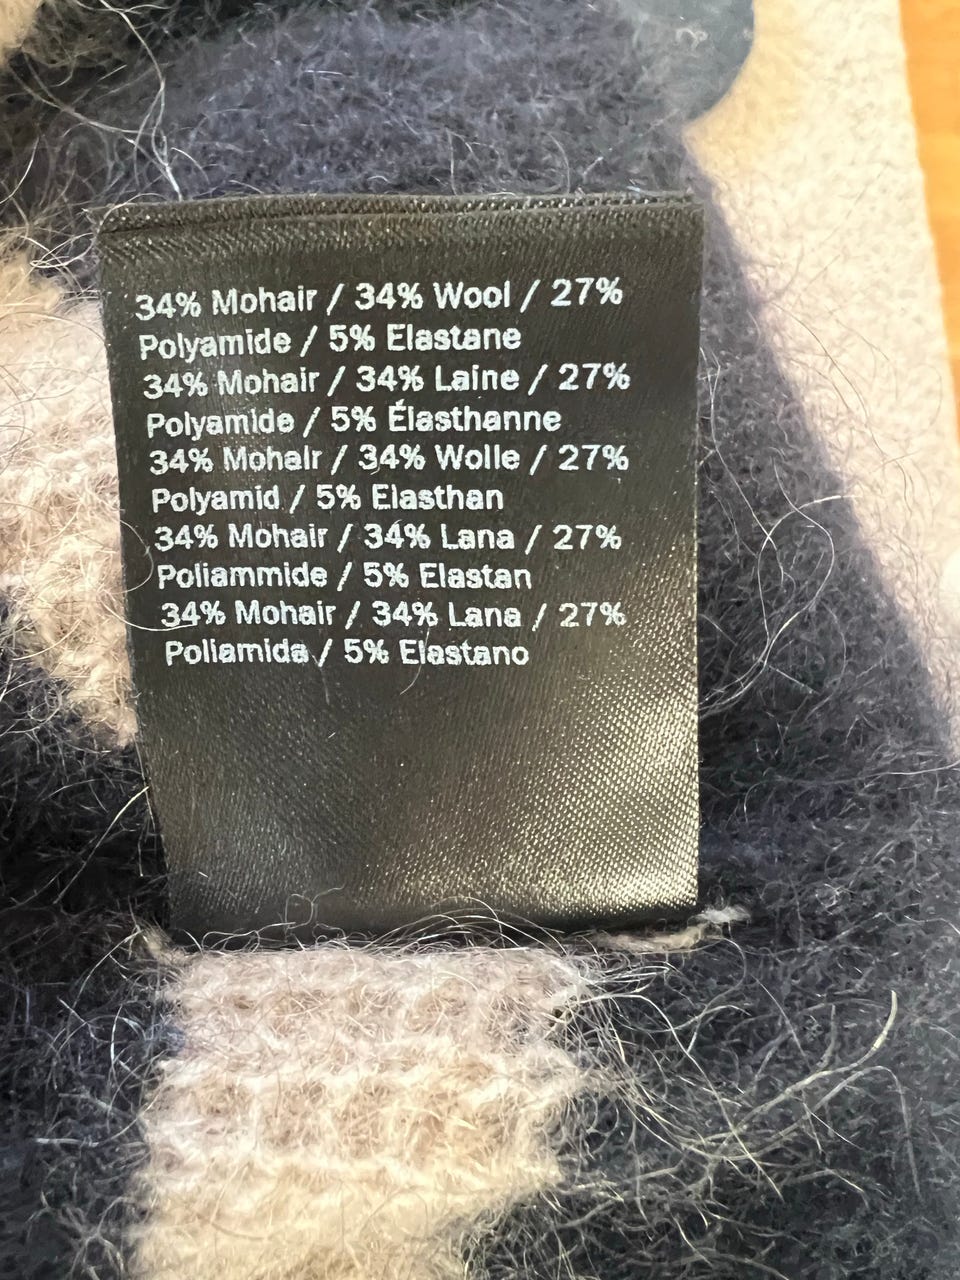 34% Mohair / 34% Wool / 27%
Polyamide / 5% Elastane
34% Mohair / 34% Laine / 27%
Polyamide / 5% Élasthanne
34% Mohair / 34% Wolle / 27%
Polyamid / 5% Elasthan
34% Mohair / 34% Lana / 27%
Poliammide / 5% Elastan
34% Mohair / 34% Lana / 27%
Poliamida / 5% Elastano